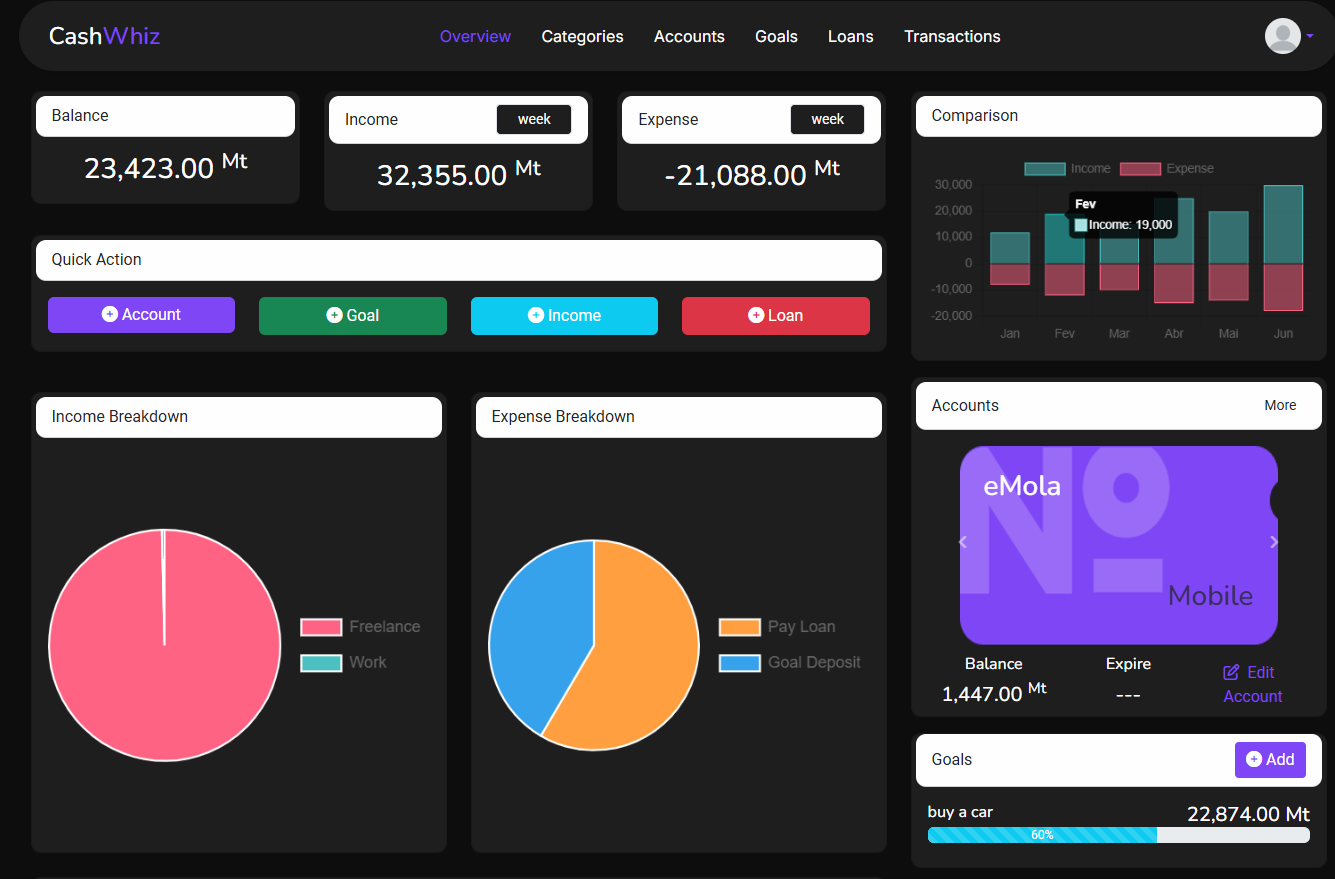 CashWhiz
Overview
Categories
Accounts
Goals
Loans
Transactions
Balance
23,423.00 Mt
Income
week
32,355.00 Mt
Expense
week
-21,088.00 Mt
Quick Action
Account
Goal
Income
Loan
Income Breakdown
Freelance
Work
Expense Breakdown
Pay Loan
Goal Deposit
Comparison
Income
Expense
30,000
20,000
10,000
0
-10,000
-20,000
Fev
Income: 19,000
Jan
Fev
Mar
Abr
Mai
Jun
Accounts
More
Nº
eMola
Mobile
Balance
1,447.00 Mt
Expire
---
Edit
Account
Goals
Add
buy a car
22,874.00 Mt
60%